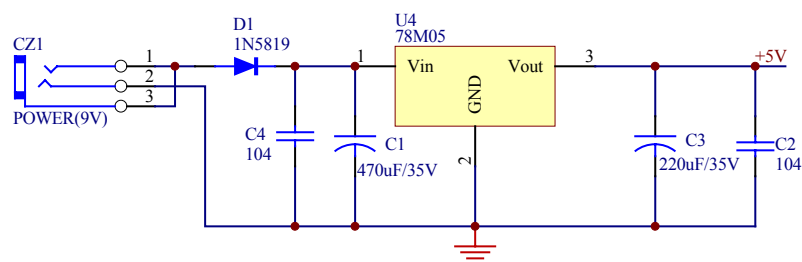 CZ1
1
2
3
POWER(9V)
D1
1N5819
C4
104
1
C1
470uF/35V
U4
78M05
Vin
Vout
GND
2
3
+5V
C3
220uF/35V
C2
104